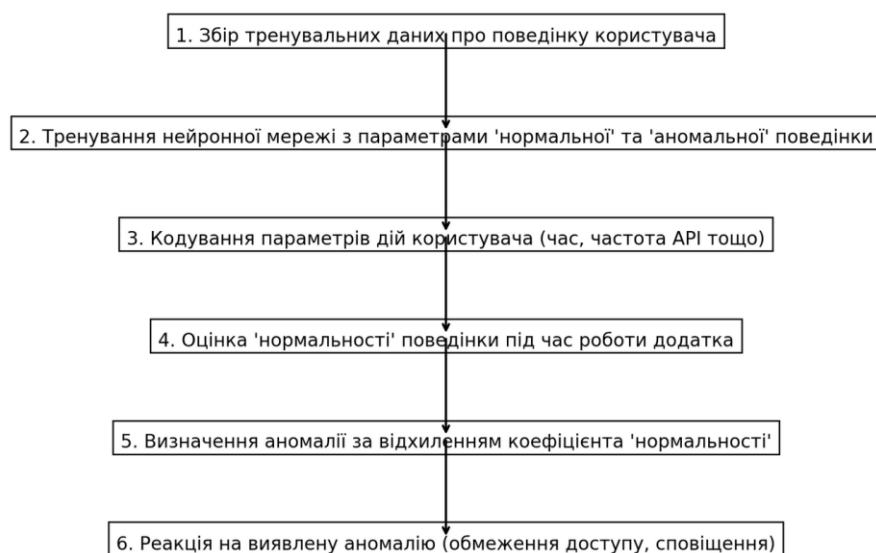 1. Збір тренувальних даних про поведінку користувача
2. Тренування нейронної мережі з параметрами 'нормальної' та 'аномальної' поведінки
3. Кодування параметрів дій користувача (час, частота API тощо)
4. Оцінка 'нормальності' поведінки під час роботи додатка
5. Визначення аномалії за відхиленням коефіцієнта 'нормальності'
6. Реакція на виявлену аномалію (обмеження доступу, сповіщення)